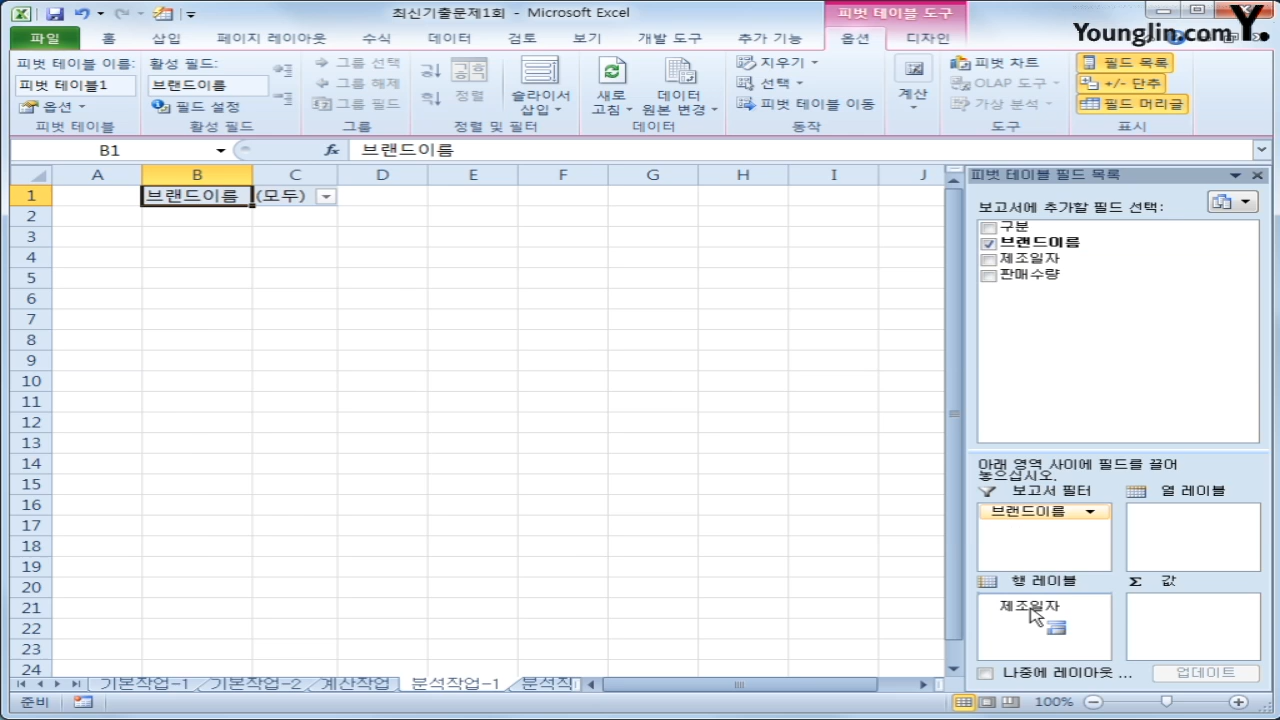 최신기출문제1회 - Microsoft Excel
피벗 테이블 도구
Younglin.com Y.
파일 홈 삽입 페이지 레이아웃 수식 데이터 검토 보기 개발 도구 추가 기능 옵션 디자인
피벗 테이블 이름: 활성 필드: 그룹 선택 지우기 피벗 차트 필드 목록
피벗 테이블1 브랜드이름 그룹 해제 정렬 슬라이서 삽입 새로 고침 데이터 원본 변경 선택 계산 OLAP 도구 +/- 단추
옵션 필드 설정 그룹 필드 피벗 테이블 이동 가상 분석 필드 머리글
피벗 테이블 활성 필드 그룹 정렬 및 필터 데이터 동작 도구 표시
B1 fx 브랜드이름
A B C D E F G H I J
1 브랜드이름 (모두)
2
3
4
5
6
7
8
9
10
11
12
13
14
15
16
17
18
19
20
21
22
23
24
피벗 테이블 필드 목록
보고서에 추가할 필드 선택:
구분
브랜드이름
제조일자
판매수량
아래 영역 사이에 필드를 끌어
놓으십시오.
보고서 필터 열 레이블
브랜드이름
행 레이블 Σ 값
제조일자
나중에 레이아웃 ... 업데이트
기본작업-1 기본작업-2 계산작업 분석작업-1
준비 100%